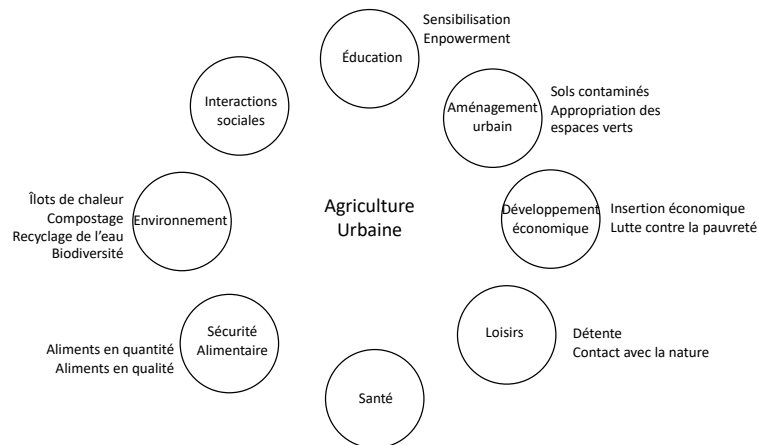 Sensibilisation
Enpowerment
Éducation
Interactions
sociales
Aménagement
urbain
Sols contaminés
Appropriation des
espaces verts
Îlots de chaleur
Compostage
Recyclage de l’eau
Biodiversité
Environnement
Agriculture
Urbaine
Développement
économique
Insertion économique
Lutte contre la pauvreté
Aliments en quantité
Aliments en qualité
Sécurité
Alimentaire
Loisirs
Détente
Contact avec la nature
Santé